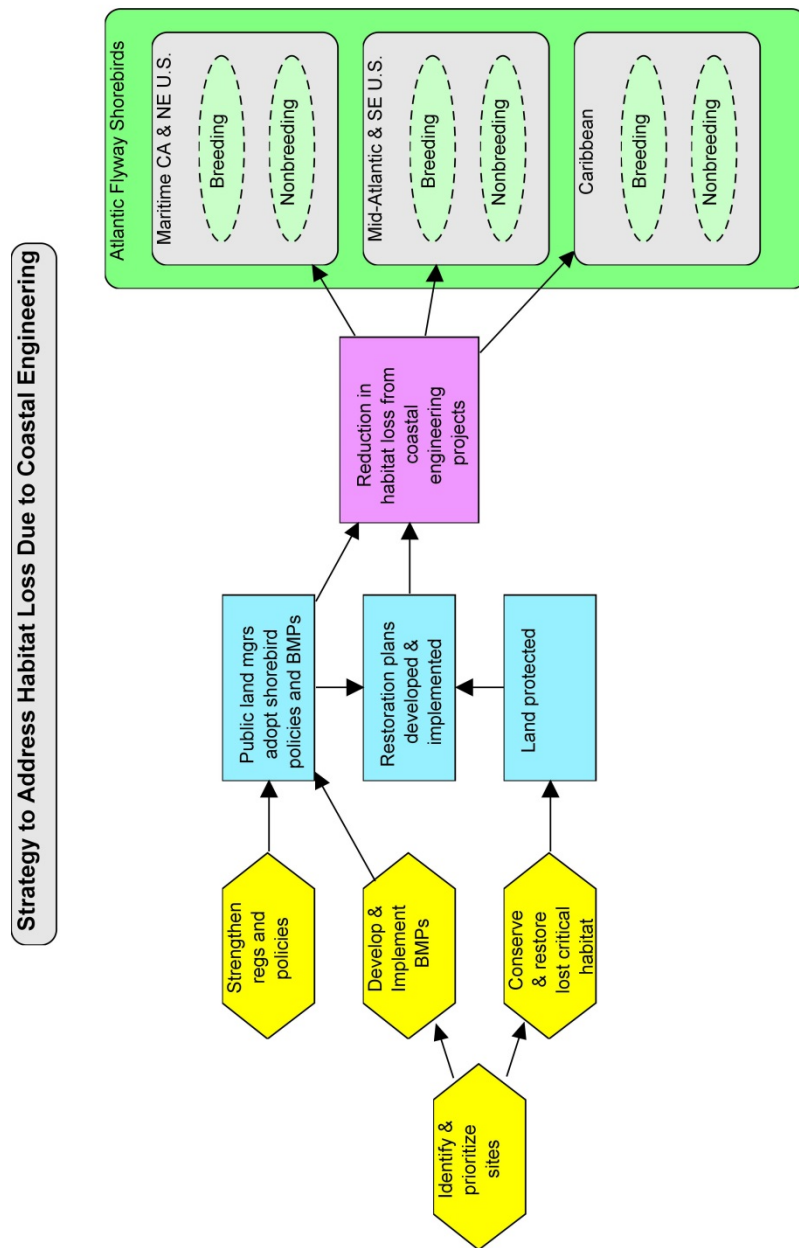 Strategy to Address Habitat Loss Due to Coastal Engineering
Identify &
prioritize
sites
Strengthen
regs and
policies
Develop &
Implement
BMPs
Conserve
& restore
lost critical
habitat
Public land mgrs
adopt shorebird
policies and BMPs
Restoration plans
developed &
implemented
Land protected
Reduction in
habitat loss from
coastal
engineering
projects
Atlantic Flyway Shorebirds
Maritime CA & NE U.S.
Breeding
Nonbreeding
Mid-Atlantic & SE U.S.
Breeding
Nonbreeding
Caribbean
Breeding
Nonbreeding